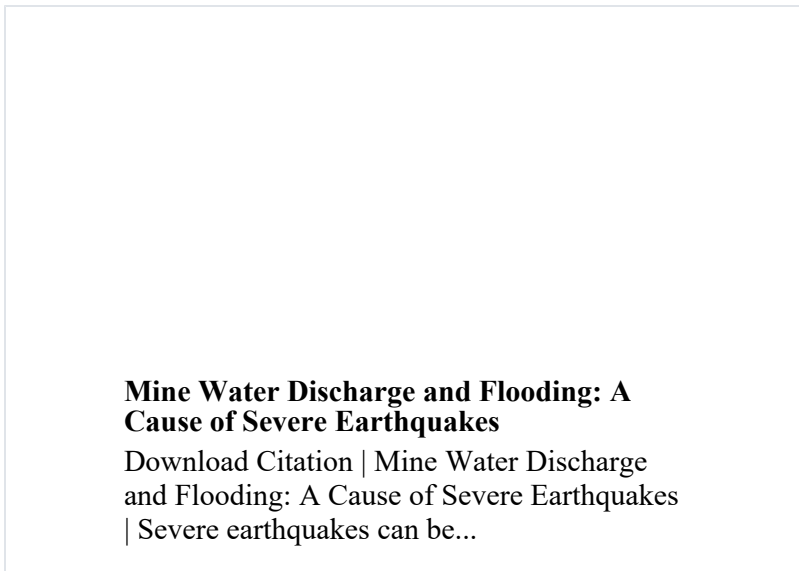 Mine Water Discharge and Flooding: A
Cause of Severe Earthquakes
Download Citation | Mine Water Discharge
and Flooding: A Cause of Severe Earthquakes
| Severe earthquakes can be...